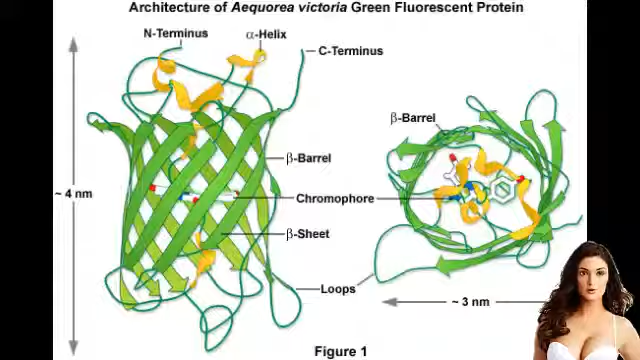 Architecture of Aequorea victoria Green Fluorescent Protein
N-Terminus
α-Helix
C-Terminus
β-Barrel
β-Barrel
~ 4 nm
Chromophore
β-Sheet
Loops
~ 3 nm
Figure 1